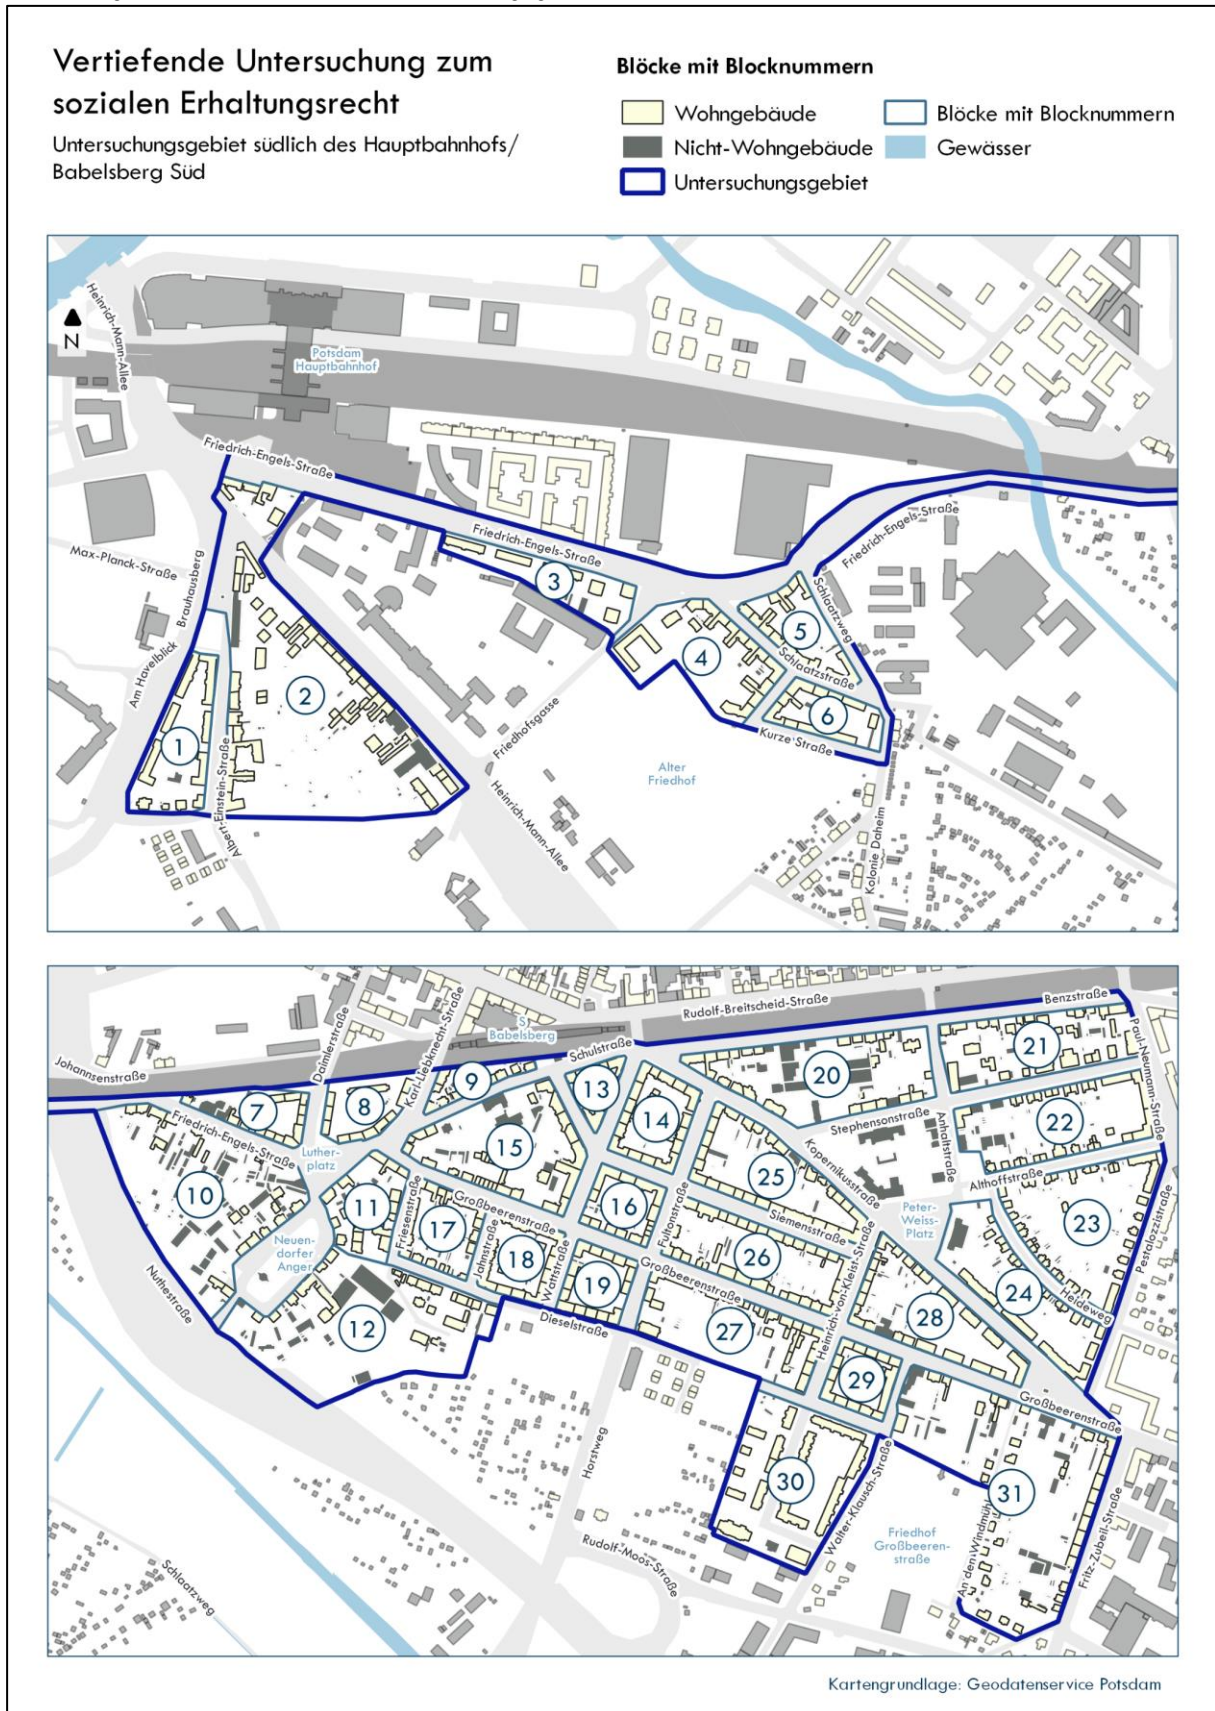 Vertiefende Untersuchung zum
sozialen Erhaltungsrecht
Untersuchungsgebiet südlich des Hauptbahnhofs/
Babelsberg Süd
Blöcke mit Blocknummern
Wohngebäude
Blöcke mit Blocknummern
Nicht-Wohngebäude
Gewässer
Untersuchungsgebiet
Heinrich-Mann-Allee
N
Potsdam
Hauptbahnhof
Friedrich-Engels-Straße
Max-Planck-Straße
Brauhausberg
Am Havelblick
Friedrich-Engels-Straße
Friedrich-Engels-Straße
Schlaatzweg
Schlaatzstraße
Kurze Straße
Friedhofsgasse
Alter
Friedhof
Albert-Einstein-Straße
Heinrich-Mann-Allee
Kolonie Daheim
1
2
3
4
5
6
Johannsenstraße
Daimlerstraße
Karl-Liebknecht-Straße
S
Babelsberg
Schulstraße
Rudolf-Breitscheid-Straße
Benzstraße
Paul-Neumann-Straße
7
8
9
13
14
20
21
22
Friedrich-Engels-Straße
Luther-
platz
Stephensonstraße
Anhaltstraße
Althoffstraße
Kopernikusstraße
10
11
15
16
17
18
19
25
26
23
24
Friesenstraße
Großbeerenstraße
Jahnstraße
Wattstraße
Fultonstraße
Siemensstraße
Peter-
Weiss-
Platz
Pestalozzistraße
Heideweg
Neuen-
dorfer
Anger
Nuthestraße
12
Dieselstraße
Großbeerenstraße
27
Heinrich-von-Kleist-Straße
28
29
Großbeerenstraße
30
31
Horstweg
Walter-Klausch-Straße
Rudolf-Moos-Straße
Friedhof
Großbeeren-
straße
An den Windmühl
Fritz-Zubeil-Straße
Schlaatzweg
Kartengrundlage: Geodatenservice Potsdam